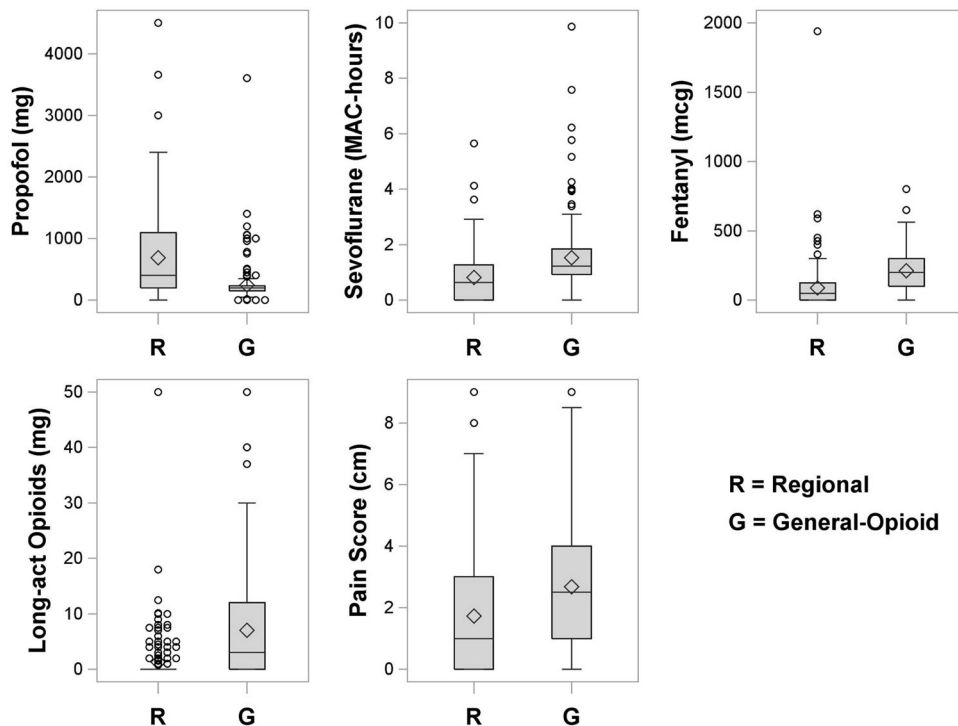 Propofol (mg)
4000
3000
2000
1000
0
R G
Sevoflurane (MAC-hours)
10
8
6
4
2
0
R G
Fentanyl (mcg)
2000
1500
1000
500
0
R G
Long-act Opioids (mg)
50
40
30
20
10
0
R G
Pain Score (cm)
8
6
4
2
0
R G
R = Regional
G = General-Opioid